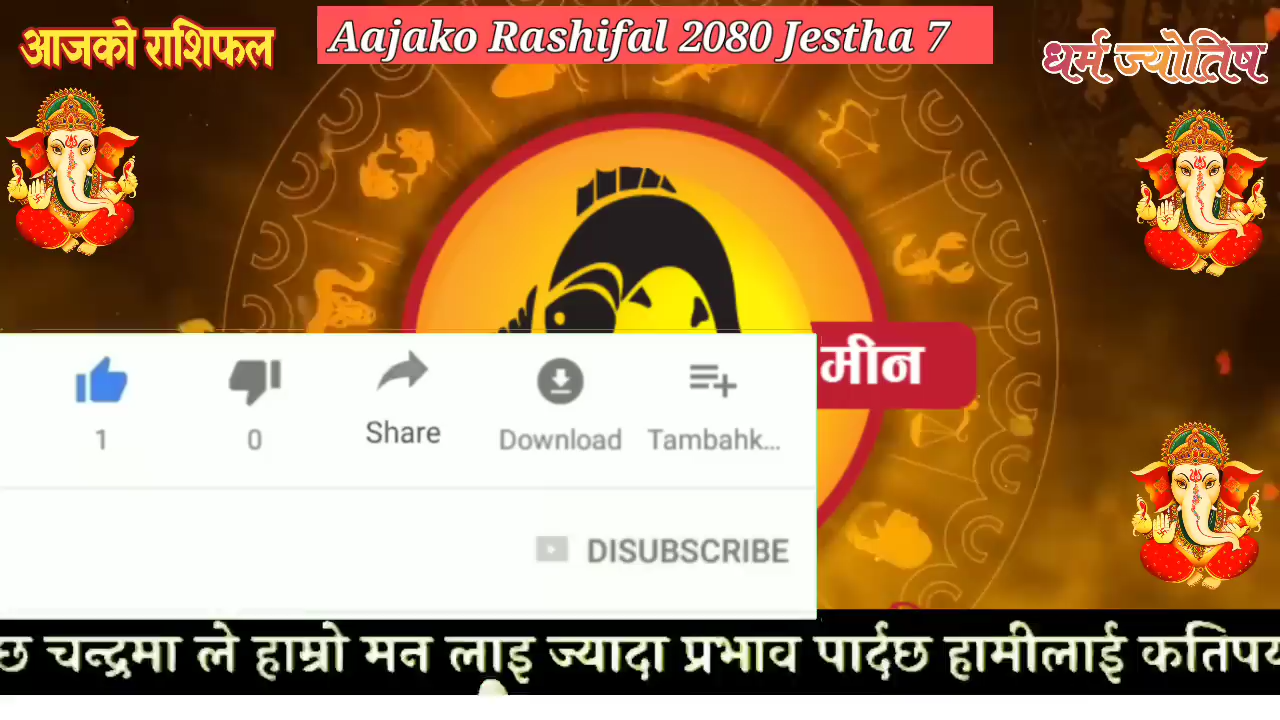 आजको राशिफल
Aajako Rashifal 2080 Jestha 7
धर्म ज्योतिष
मीन
1
0
Share
Download
Tambahk...
DISUBSCRIBE
छ चन्द्रमा ले हाम्रो मन लाइ ज्यादा प्रभाव पार्दछ हामीलाई कतिपय